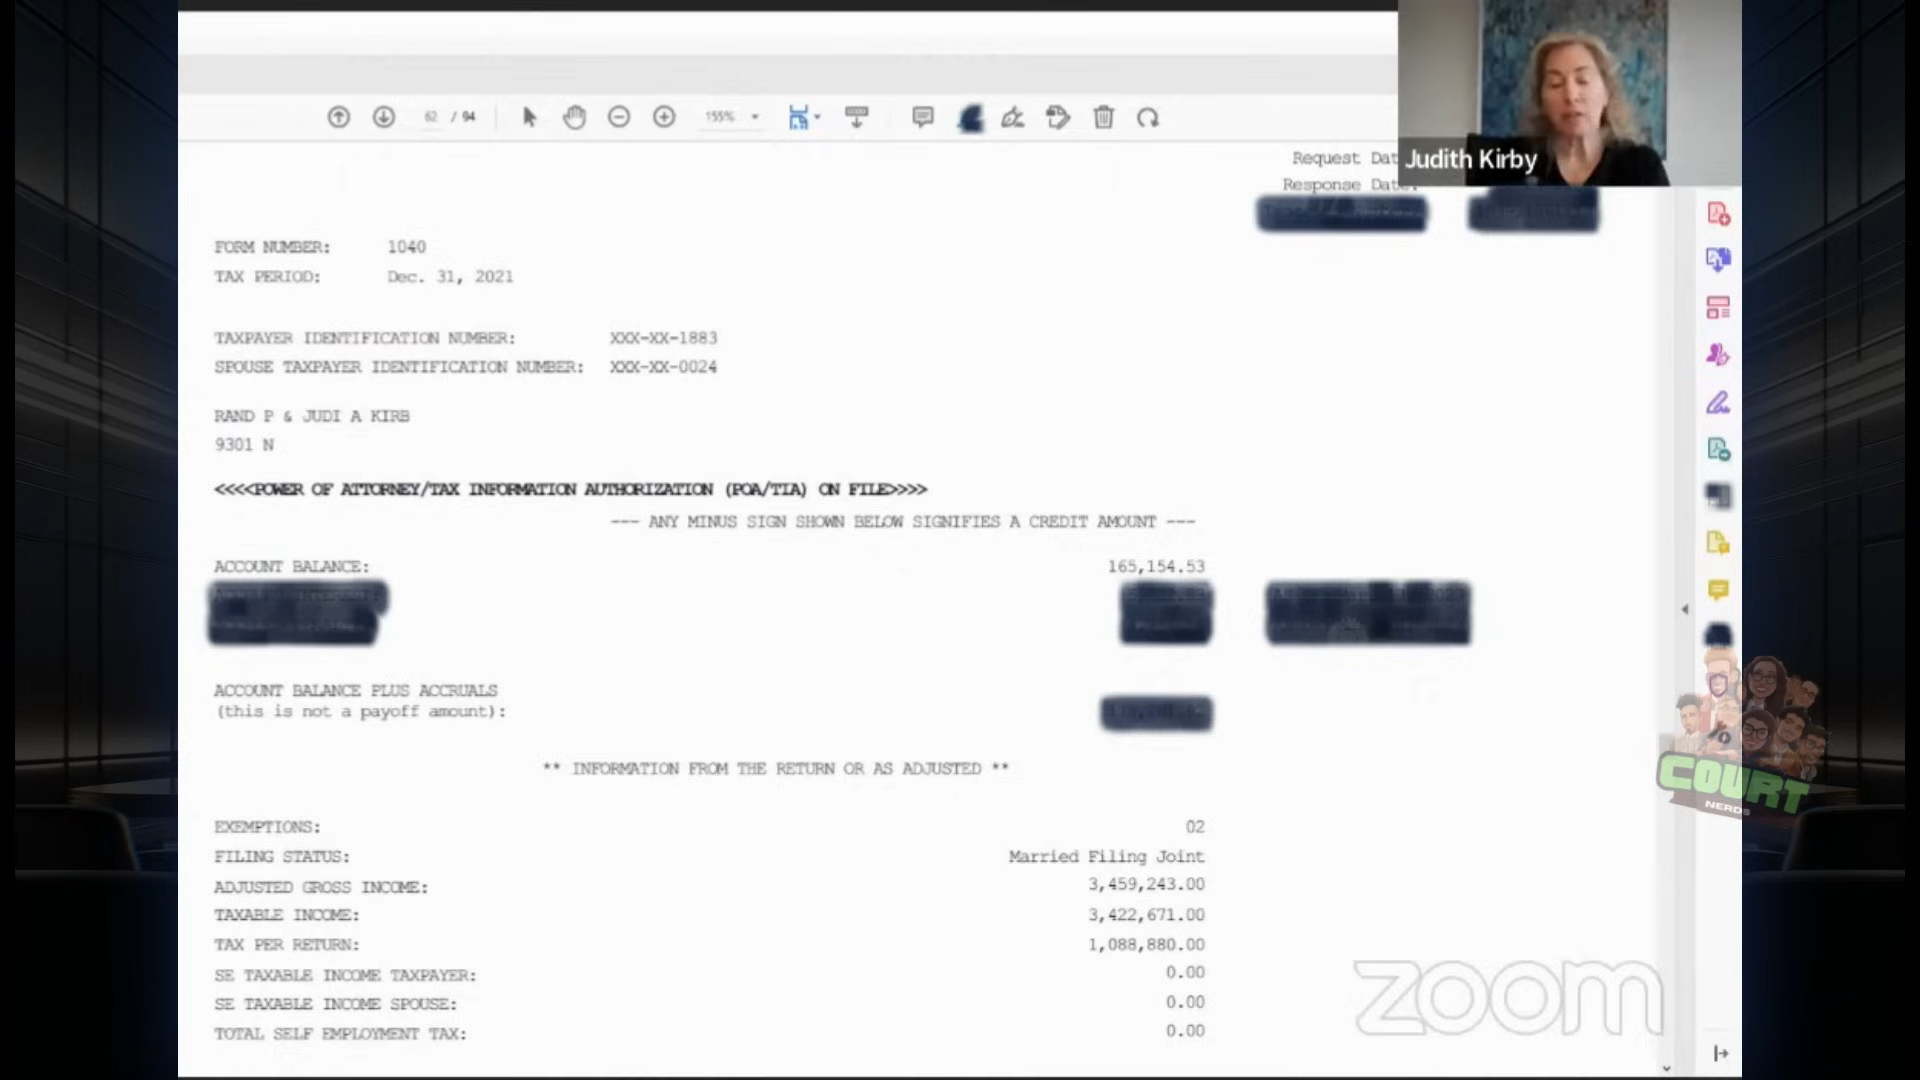 62 / 94
155%
Judith Kirby
Request Dat
Response Date:
FORM NUMBER: 1040
TAX PERIOD: Dec. 31, 2021
TAXPAYER IDENTIFICATION NUMBER: XXX-XX-1883
SPOUSE TAXPAYER IDENTIFICATION NUMBER: XXX-XX-0024
RAND P & JUDI A KIRB
9301 N
<<<<POWER OF ATTORNEY/TAX INFORMATION AUTHORIZATION (POA/TIA) ON FILE>>>>
--- ANY MINUS SIGN SHOWN BELOW SIGNIFIES A CREDIT AMOUNT ---
ACCOUNT BALANCE: 165,154.53
ACCOUNT BALANCE PLUS ACCRUALS
(this is not a payoff amount):
** INFORMATION FROM THE RETURN OR AS ADJUSTED **
EXEMPTIONS: 02
FILING STATUS: Married Filing Joint
ADJUSTED GROSS INCOME: 3,459,243.00
TAXABLE INCOME: 3,422,671.00
TAX PER RETURN: 1,088,880.00
SE TAXABLE INCOME TAXPAYER: 0.00
SE TAXABLE INCOME SPOUSE: 0.00
TOTAL SELF EMPLOYMENT TAX: 0.00
COURT
NERDS
zoom